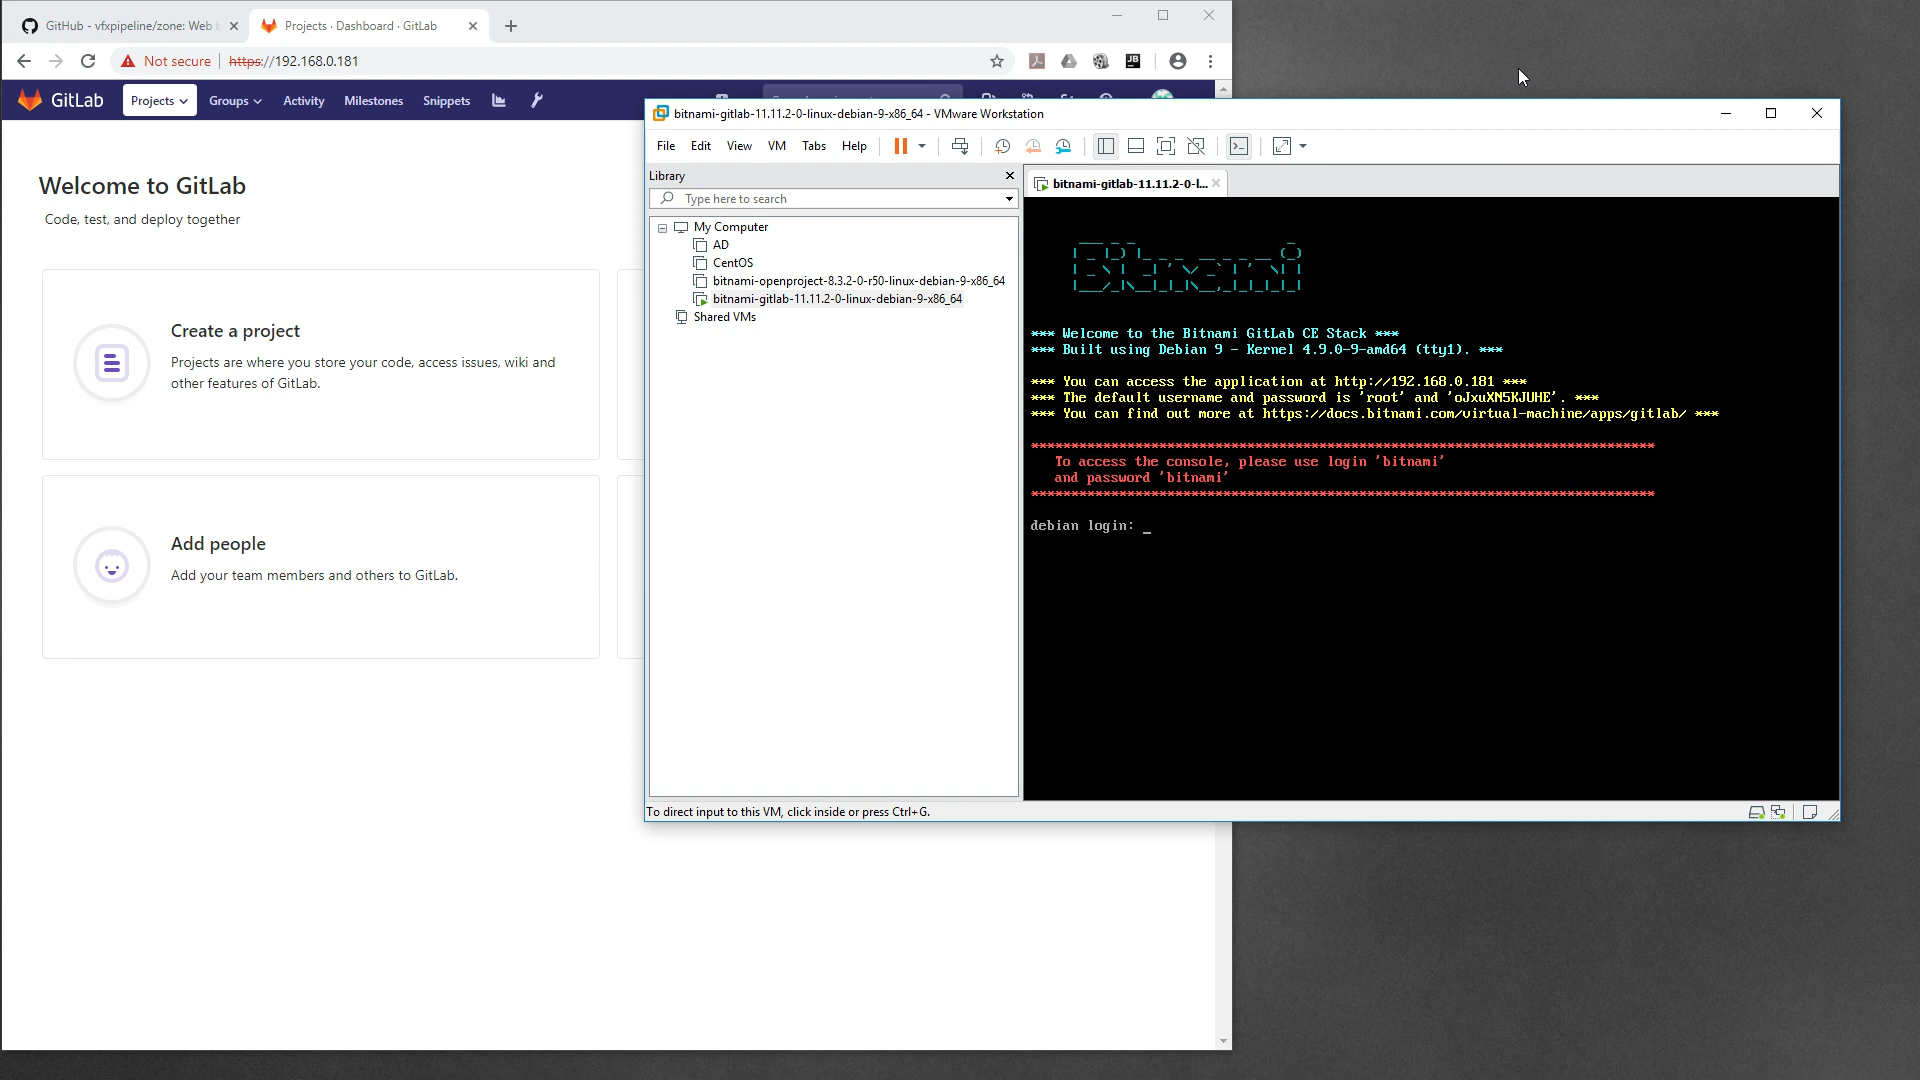 GitHub - vfxpipeline/zone: Web
Projects · Dashboard · GitLab
Not secure
https://192.168.0.181
JB
GitLab
Projects
Groups
Activity
Milestones
Snippets
Welcome to GitLab
Code, test, and deploy together
Create a project
Projects are where you store your code, access issues, wiki and
other features of GitLab.
Add people
Add your team members and others to GitLab.
bitnami-gitlab-11.11.2-0-linux-debian-9-x86_64 - VMware Workstation
File
Edit
View
VM
Tabs
Help
Library
Type here to search
My Computer
AD
CentOS
bitnami-openproject-8.3.2-0-r50-linux-debian-9-x86_64
bitnami-gitlab-11.11.2-0-linux-debian-9-x86_64
Shared VMs
bitnami-gitlab-11.11.2-0-l...
Bitnami
*** Welcome to the Bitnami GitLab CE Stack ***
*** Built using Debian 9 - Kernel 4.9.0-9-amd64 (tty1). ***
*** You can access the application at http://192.168.0.181 ***
*** The default username and password is 'root' and 'oJxuXN5KJUHE'. ***
*** You can find out more at https://docs.bitnami.com/virtual-machine/apps/gitlab/ ***
******************************************************************************
To access the console, please use login 'bitnami'
and password 'bitnami'
******************************************************************************
debian login: _
To direct input to this VM, click inside or press Ctrl+G.